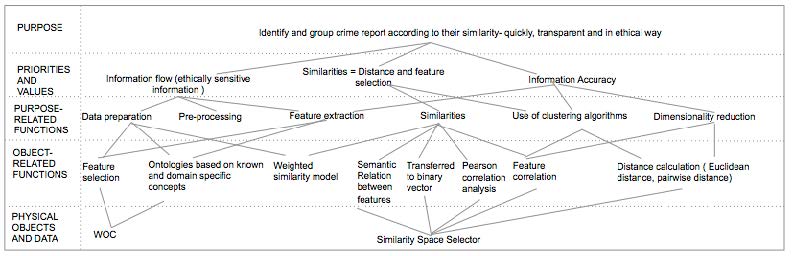 PURPOSE
Identify and group crime report according to their similarity- quickly, transparent and in ethical way
PRIORITIES
AND
VALUES
Information flow (ethically sensitive
information )
Similarities = Distance and feature
selection
Information Accuracy
PURPOSE-
RELATED
FUNCTIONS
Data preparation
Pre-processing
Feature extraction
Similarities
Use of clustering algorithms
Dimensionality reduction
OBJECT-
RELATED
FUNCTIONS
Feature
selection
Ontologies based on known
and domain specific
concepts
Weighted
similarity model
Semantic
Relation
between
features
Transferred
to binary
vector
Pearson
correlation
analysis
Feature
correlation
Distance calculation ( Euclidean
distance, pairwise distance)
PHYSICAL
OBJECTS
AND DATA
WOC
Similarity Space Selector